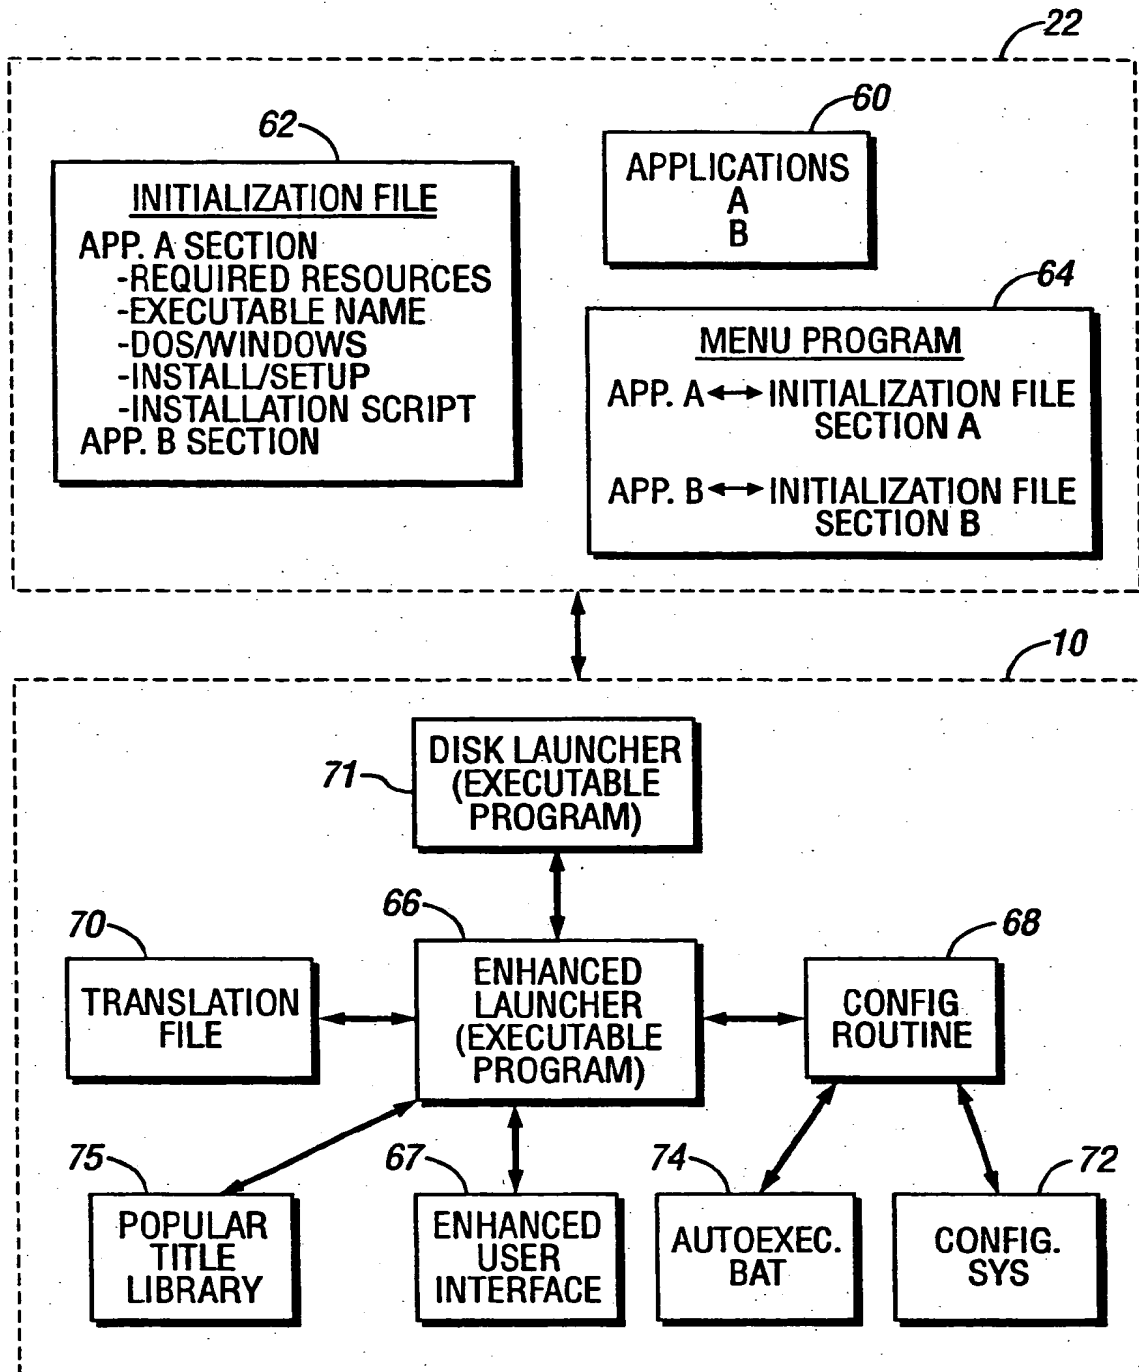 22
62
INITIALIZATION FILE
APP. A SECTION
-REQUIRED RESOURCES
-EXECUTABLE NAME
-DOS/WINDOWS
-INSTALL/SETUP
-INSTALLATION SCRIPT
APP. B SECTION
60
APPLICATIONS
A
B
64
MENU PROGRAM
APP. A INITIALIZATION FILE
SECTION A
APP. B INITIALIZATION FILE
SECTION B
10
71
DISK LAUNCHER
(EXECUTABLE
PROGRAM)
70
TRANSLATION
FILE
66
ENHANCED
LAUNCHER
(EXECUTABLE
PROGRAM)
68
CONFIG
ROUTINE
75
POPULAR
TITLE
LIBRARY
67
ENHANCED
USER
INTERFACE
74
AUTOEXEC.
BAT
72
CONFIG.
SYS